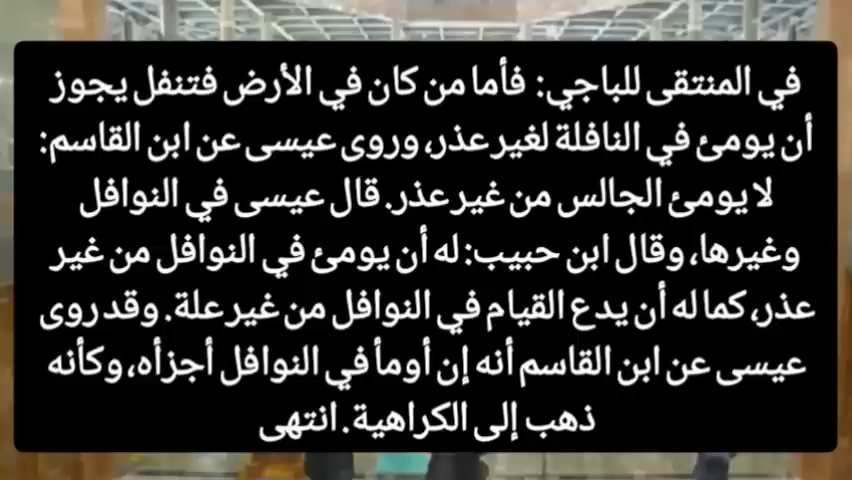 في المنتقى للباجي: فأما من كان في الأرض فتنفل يجوز
أن يومئ في النافلة لغير عذر، وروى عيسى عن ابن القاسم:
لا يومئ الجالس من غير عذر. قال عيسى في النوافل
وغيرها، وقال ابن حبيب: له أن يومئ في النوافل من غير
عذر، كما له أن يدع القيام في النوافل من غير علة. وقد روى
عيسى عن ابن القاسم أنه إن أومأ في النوافل أجزأه، وكأنه
ذهب إلى الكراهية. انتهى